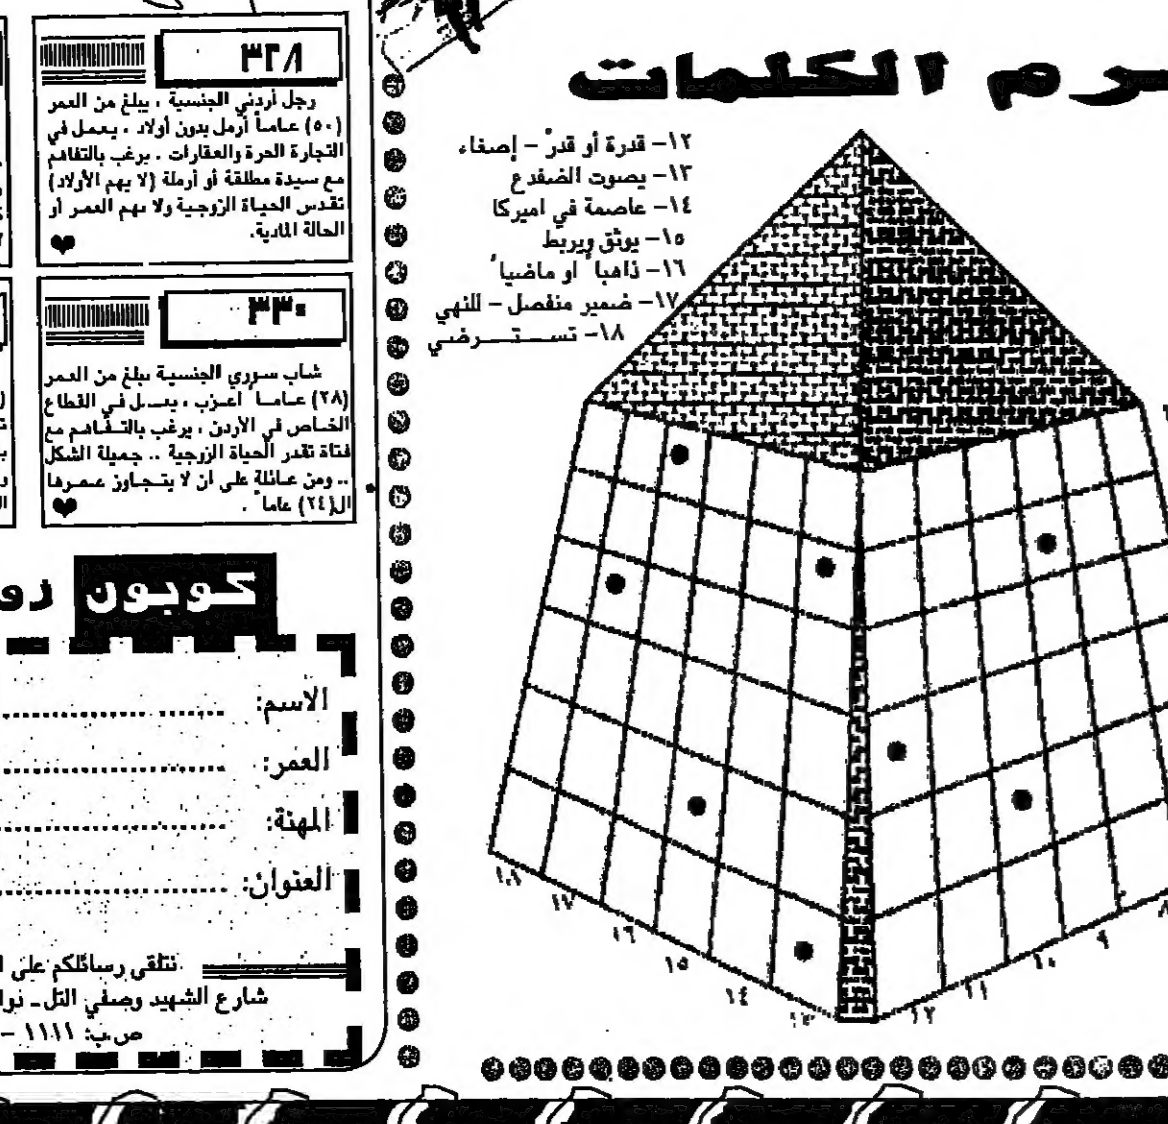 رم الكلمات
١٢- قدرة أو قدرْ - إصغاء
١٣- يصوت الضفدع
١٤- عاصمة في اميركا
١٥- يوثق ويربط
١٦- ذاهباً او ماضياً
١٧- ضمير منفصل - للنهي
١٨- تستـرضي
٨
٩
١٠
١١
١٢
١٣
١٤
١٥
١٦
١٧
١٨
٣٢٨
رجل أردني الجنسية ، يبلغ من العمر
(٥٠) عاماً أرمل بدون أولاد ، يعمل في
التجارة الحرة والعقارات ، يرغب بالتفاهم
مع سيدة مطلقة أو أرملة (لا يهم الأولاد)
تقدس الحياة الزوجية ولا يهم العمر أو
الحالة المادية.
٣٣٠
شاب سوري الجنسية يبلغ من العمر
(٢٨) عاماً اعزب ، يعمل في القطاع
الخاص في الأردن ، يرغب بالتفاهم مع
فتاة تقدر الحياة الزوجية .. جميلة الشكل
.. ومن عائلة على ان لا يتجاوز عمرها
ال(٢٤) عاماً .
كوبون زو
الاسم:
العمر:
المهنة:
العنوان:
نتلقى رسائلكم على ا
شارع الشهيد وصفي التل - نوا
ص.ب: ١١١١ -